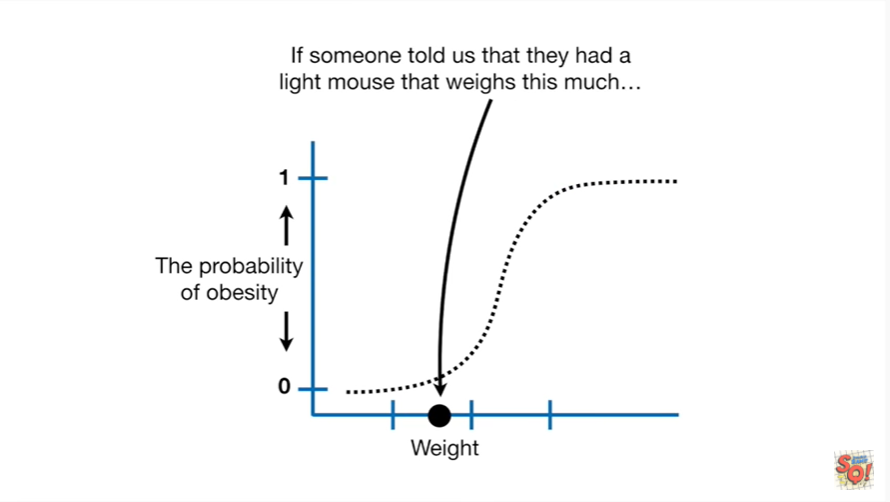 If someone told us that they had a
light mouse that weighs this much…
1
The probability
of obesity
0
Weight
SQ!